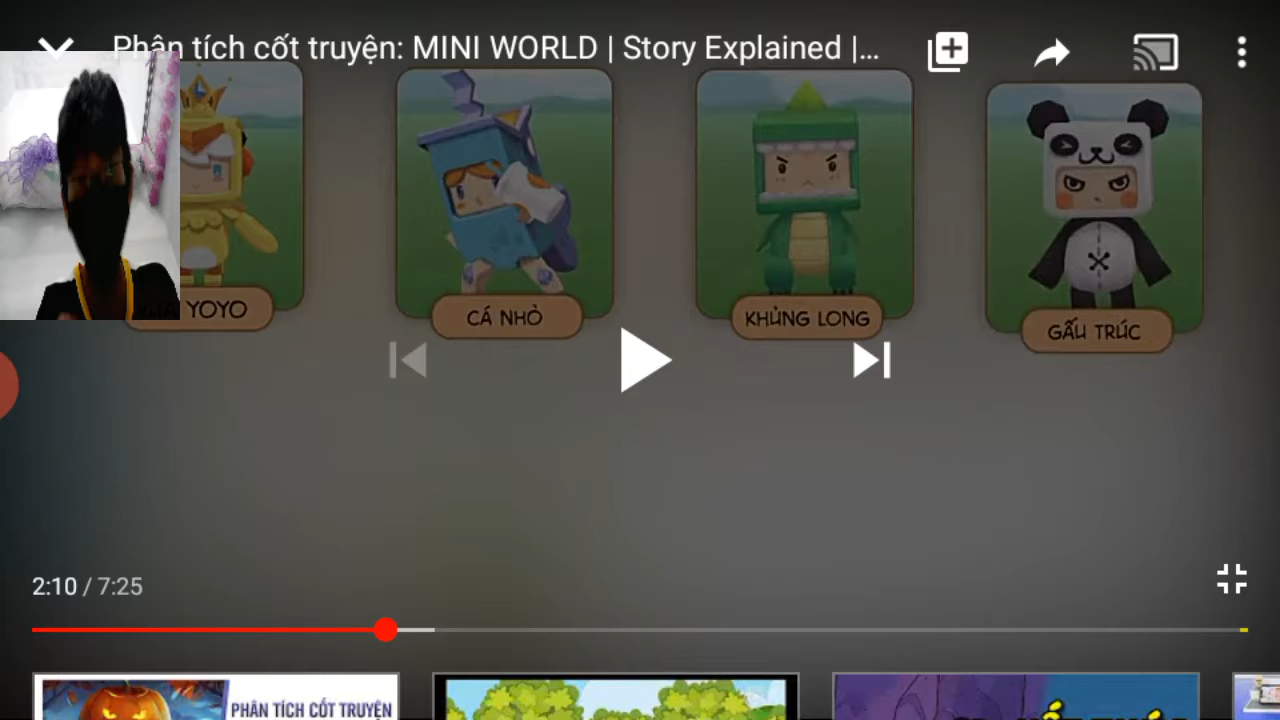 Phân tích cốt truyện: MINI WORLD | Story Explained |...
YOYO
CÁ NHỎ
KHỦNG LONG
GẤU TRÚC
2:10 / 7:25
PHÂN TÍCH CỐT TRUYỆN